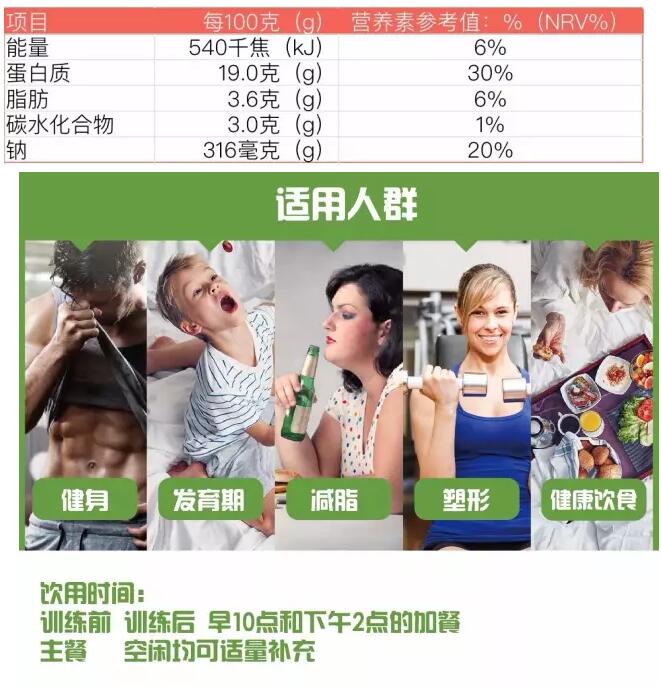 项目 每100克（g） 营养素参考值：%（NRV%）
能量 540千焦（kJ） 6%
蛋白质 19.0克（g） 30%
脂肪 3.6克（g） 6%
碳水化合物 3.0克（g） 1%
钠 316毫克（g） 20%
适用人群
健身 发育期 减脂 塑形 健康饮食
饮用时间：
训练前 训练后 早10点和下午2点的加餐
主餐 空闲均可适量补充